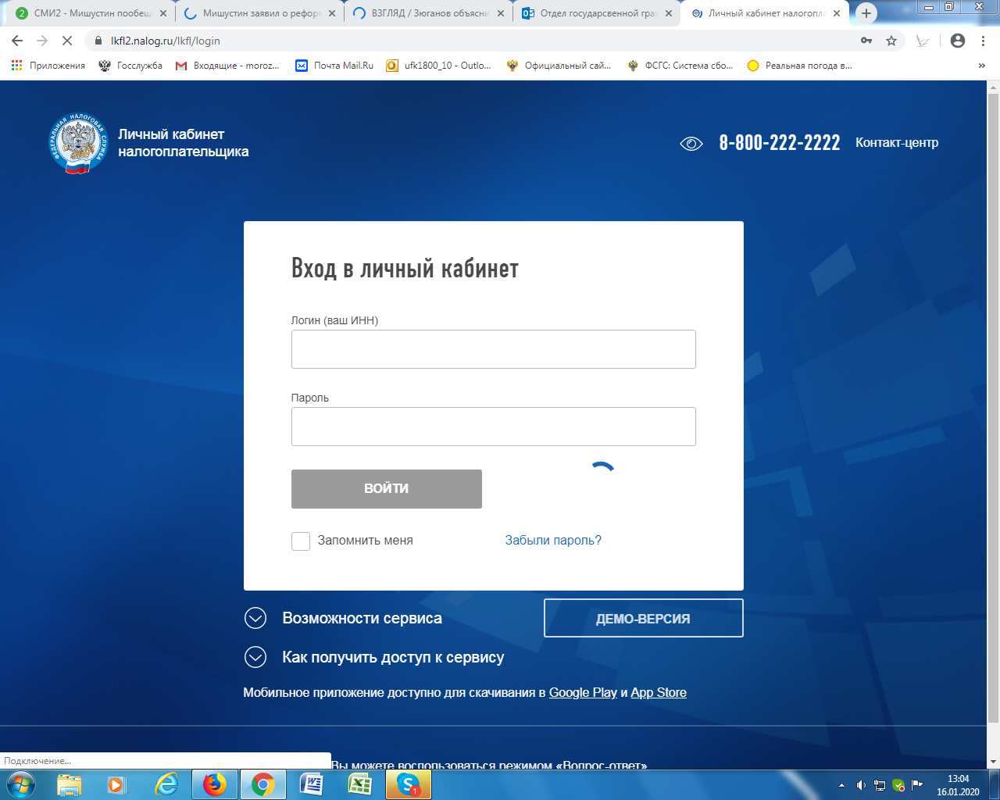 2 СМИ2 - Мишустин пообещ
Мишустин заявил о рефор
ВЗГЛЯД / Зюганов объясни
Отдел государсвенной граж
Личный кабинет налогопла
lkfl2.nalog.ru/lkfl/login
Приложения
Госслужба
Входящие - moroz...
Почта Mail.Ru
ufk1800_10 - Outlo...
Официальный сай...
ФСГС: Система сбо...
Реальная погода в...
»
ФЕДЕРАЛЬНАЯ НАЛОГОВАЯ СЛУЖБА
Личный кабинет
налогоплательщика
8-800-222-2222
Контакт-центр
Вход в личный кабинет
Логин (ваш ИНН)
Пароль
ВОЙТИ
Запомнить меня
Забыли пароль?
Возможности сервиса
ДЕМО-ВЕРСИЯ
Как получить доступ к сервису
Мобильное приложение доступно для скачивания в Google Play и App Store
Вы можете воспользоваться режимом «Вопрос-ответ»
Подключение...
1
13:04
16.01.2020